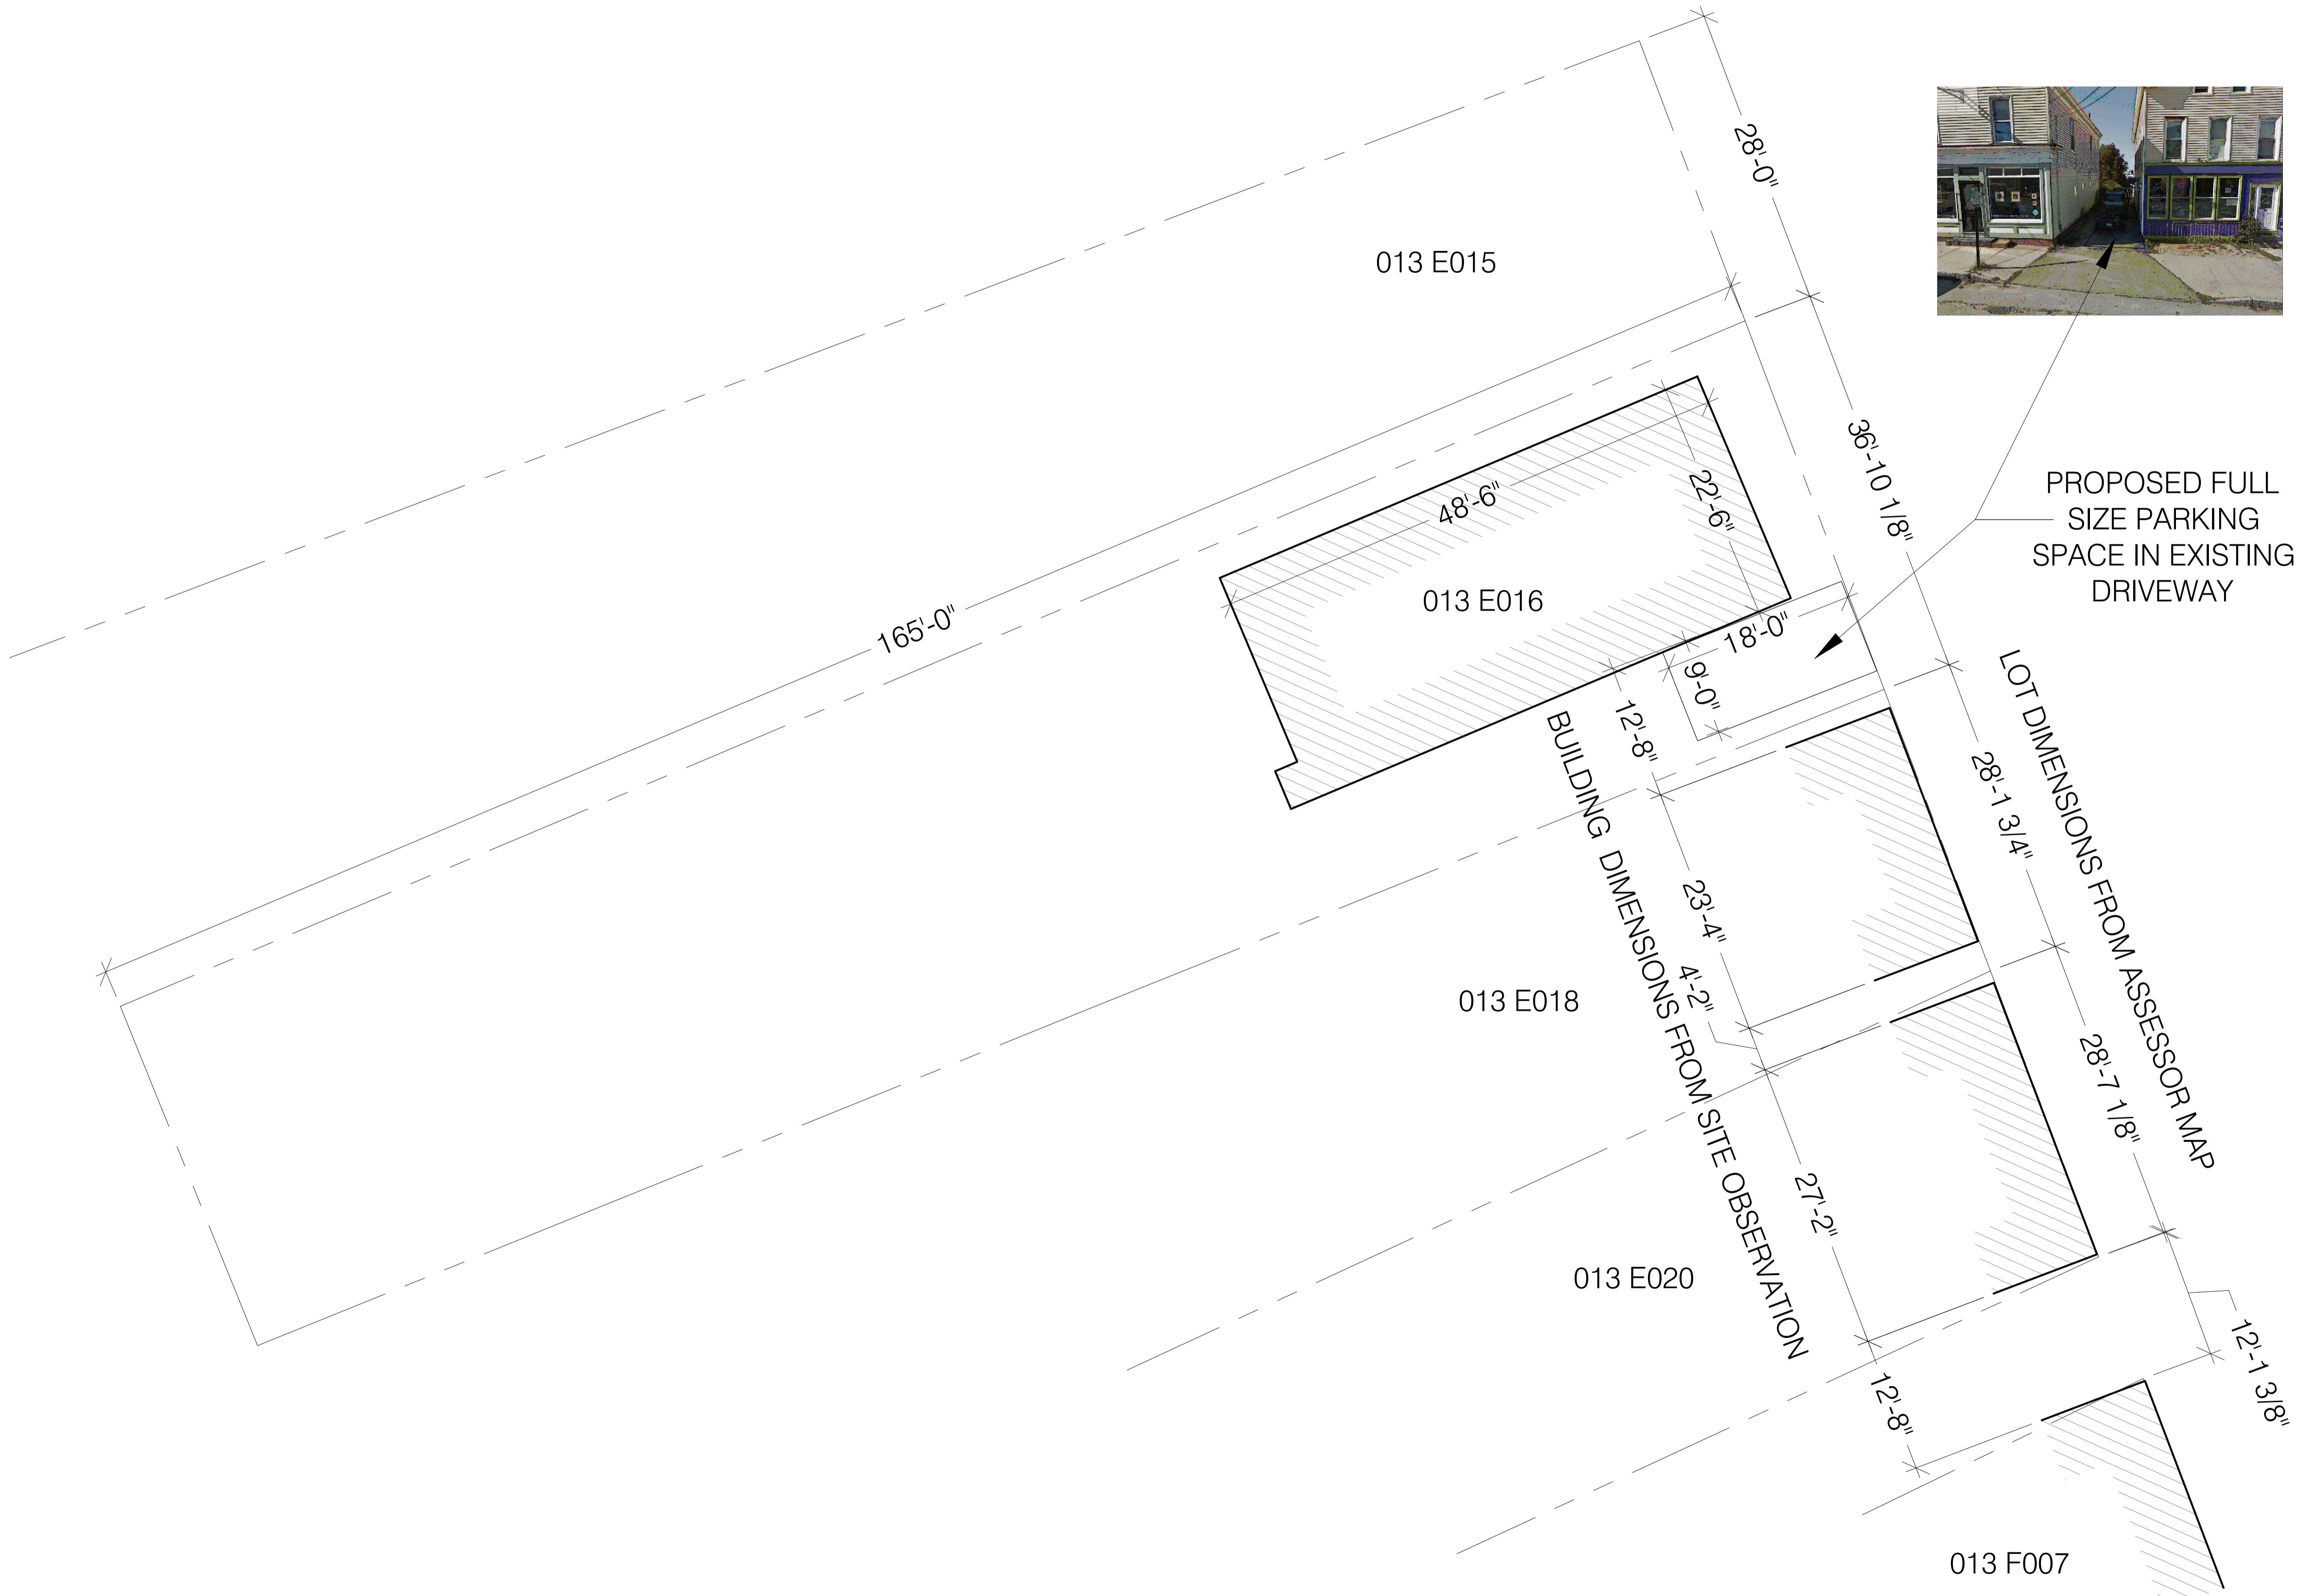 28'-0"
013 E015
36'-10 1/8"
48'-6"
22'-6"
PROPOSED FULL
SIZE PARKING
SPACE IN EXISTING
DRIVEWAY
013 E016
165'-0"
18'-0"
9'-0"
12'-8"
LOT DIMENSIONS FROM ASSESSOR MAP
BUILDING DIMENSIONS FROM SITE OBSERVATION
28'-1 3/4"
23'-4"
4'-2"
013 E018
28'-7 1/8"
27'-2"
013 E020
12'-1 3/8"
12'-8"
013 F007